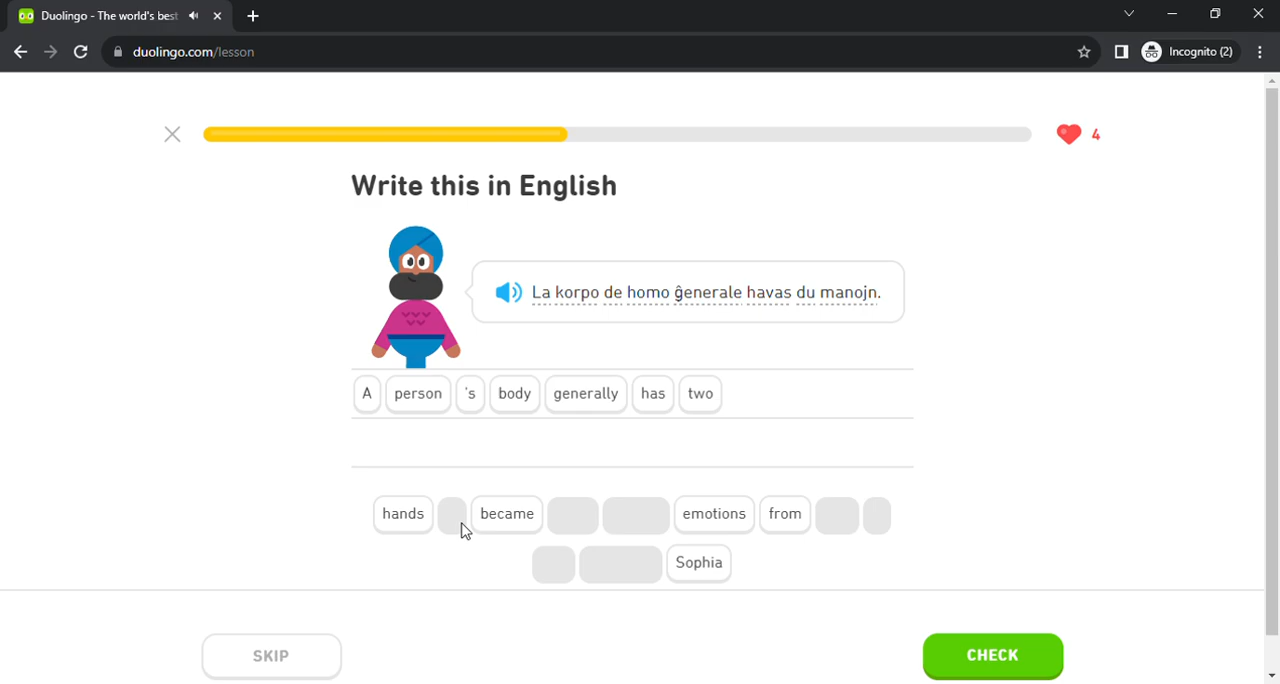 Duolingo - The world's best
duolingo.com/lesson
Incognito (2)
4
Write this in English
La korpo de homo ĝenerale havas du manojn.
A person 's body generally has two
hands became emotions from
Sophia
SKIP
CHECK